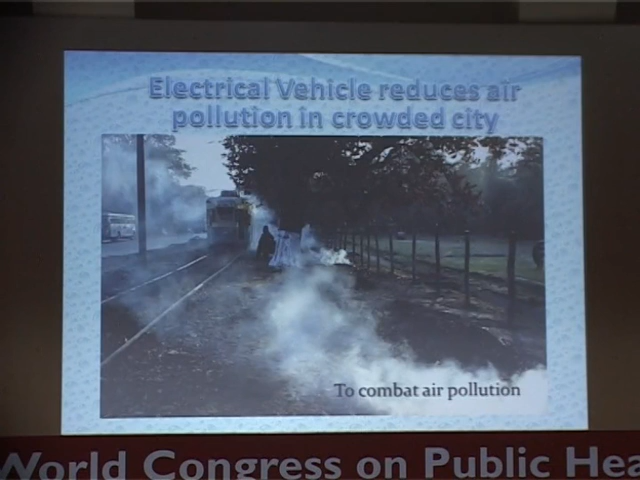 Electrical Vehicle reduces air
pollution in crowded city
To combat air pollution
World Congress on Public Hea